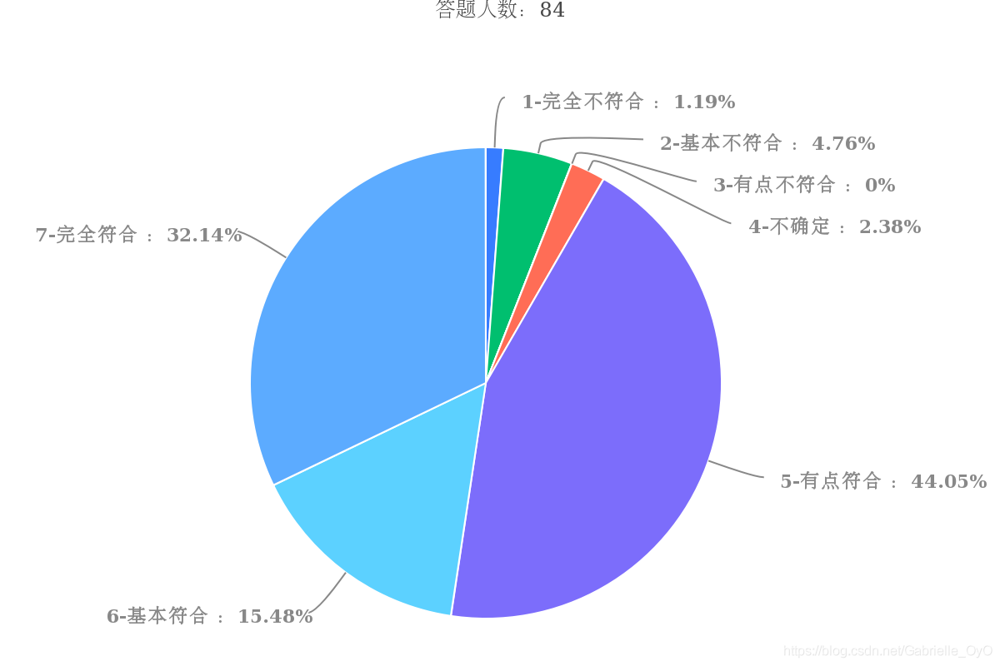 答题人数：84
1-完全不符合 ：1.19%
2-基本不符合 ：4.76%
3-有点不符合 ：0%
4-不确定 ：2.38%
7-完全符合 ：32.14%
5-有点符合 ：44.05%
6-基本符合 ：15.48%
https://blog.csdn.net/Gabrielle_OyO